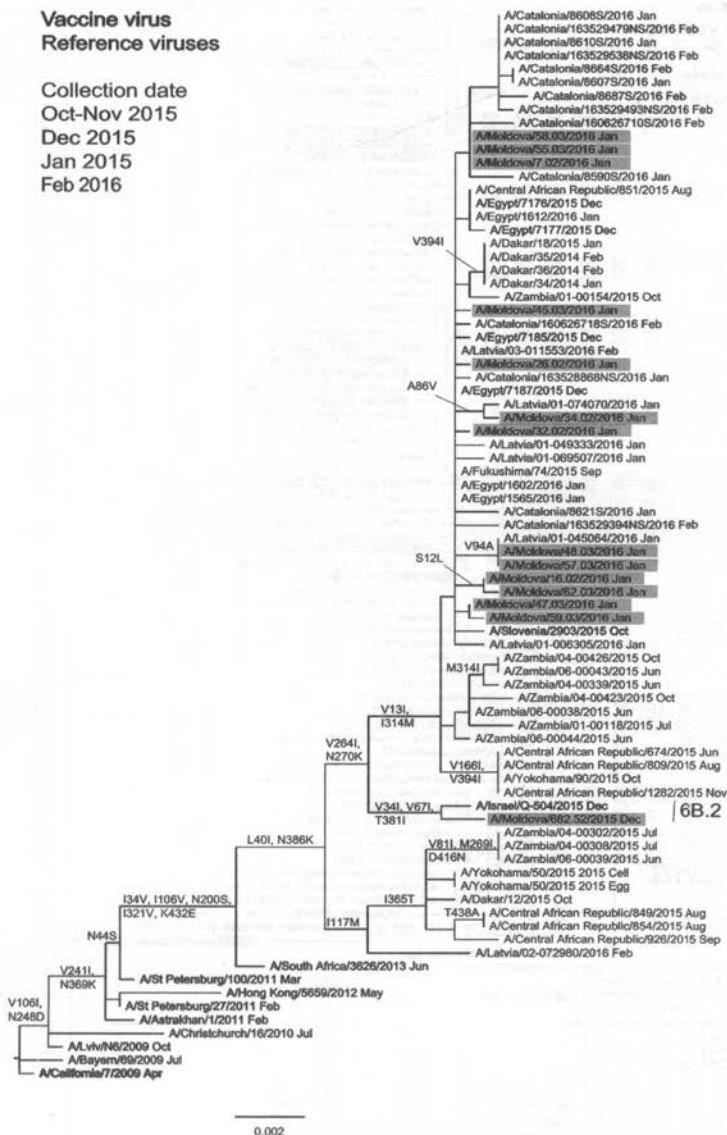 Vaccine virus
Reference viruses
Collection date
Oct-Nov 2015
Dec 2015
Jan 2015
Feb 2016
A/Catalonia/8608S/2016 Jan
A/Catalonia/163529479NS/2016 Feb
A/Catalonia/8610S/2016 Jan
A/Catalonia/163529538NS/2016 Feb
A/Catalonia/8664S/2016 Feb
A/Catalonia/8607S/2016 Jan
A/Catalonia/8687S/2016 Feb
A/Catalonia/163529493NS/2016 Feb
A/Catalonia/160626710S/2016 Feb
A/Moldova/58.03/2016 Jan
A/Moldova/55.03/2016 Jan
A/Moldova/7.02/2016 Jan
A/Catalonia/8590S/2016 Jan
A/Central African Republic/851/2015 Aug
A/Egypt/7176/2015 Dec
A/Egypt/1612/2016 Jan
A/Egypt/7177/2015 Dec
V394I
A/Dakar/18/2015 Jan
A/Dakar/35/2014 Feb
A/Dakar/36/2014 Feb
A/Dakar/34/2014 Jan
A/Zambia/01-00154/2015 Oct
A/Moldova/45.03/2016 Jan
A/Catalonia/160626718S/2016 Feb
A/Egypt/7185/2015 Dec
A/Latvia/03-011553/2016 Feb
A/Moldova/26.02/2016 Jan
A/Catalonia/163528868NS/2016 Jan
A86V
A/Egypt/7187/2015 Dec
A/Latvia/01-074070/2016 Jan
A/Moldova/34.02/2016 Jan
A/Moldova/32.02/2016 Jan
A/Latvia/01-049333/2016 Jan
A/Latvia/01-069507/2016 Jan
A/Fukushima/74/2015 Sep
A/Egypt/1602/2016 Jan
A/Egypt/1565/2016 Jan
A/Catalonia/8621S/2016 Jan
A/Catalonia/163529394NS/2016 Feb
A/Latvia/01-045064/2016 Jan
V94A
A/Moldova/48.03/2016 Jan
S12L
A/Moldova/57.03/2016 Jan
A/Moldova/16.02/2016 Jan
A/Moldova/62.03/2016 Jan
A/Moldova/47.03/2016 Jan
A/Moldova/59.03/2016 Jan
A/Slovenia/2903/2015 Oct
A/Latvia/01-006305/2016 Jan
A/Zambia/04-00426/2015 Oct
M314I
A/Zambia/06-00043/2015 Jun
A/Zambia/04-00339/2015 Jun
A/Zambia/04-00423/2015 Oct
V13I,
I314M
A/Zambia/06-00038/2015 Jun
A/Zambia/01-00118/2015 Jul
A/Zambia/06-00044/2015 Jun
A/Central African Republic/674/2015 Jun
V264I,
N270K
V166I,
V394I
A/Central African Republic/809/2015 Aug
A/Yokohama/90/2015 Oct
A/Central African Republic/1282/2015 Nov
V34I, V67I,
T381I
A/Israel/Q-504/2015 Dec
6B.2
A/Moldova/682.52/2015 Dec
V81I, M269I,
D416N
A/Zambia/04-00302/2015 Jul
A/Zambia/04-00308/2015 Jul
A/Zambia/06-00039/2015 Jun
L40I, N386K
A/Yokohama/50/2015 2015 Cell
A/Yokohama/50/2015 2015 Egg
I34V, I106V, N200S,
I321V, K432E
I365T
A/Dakar/12/2015 Oct
I117M
T438A
A/Central African Republic/849/2015 Aug
A/Central African Republic/854/2015 Aug
N44S
A/Central African Republic/926/2015 Sep
A/Latvia/02-072980/2016 Feb
A/South Africa/3626/2013 Jun
V241I,
N369K
A/St Petersburg/100/2011 Mar
A/Hong Kong/5659/2012 May
A/St Petersburg/27/2011 Feb
V106I,
N248D
A/Astrakhan/1/2011 Feb
A/Christchurch/16/2010 Jul
A/Lviv/N6/2009 Oct
A/Bayern/69/2009 Jul
A/California/7/2009 Apr
0.002